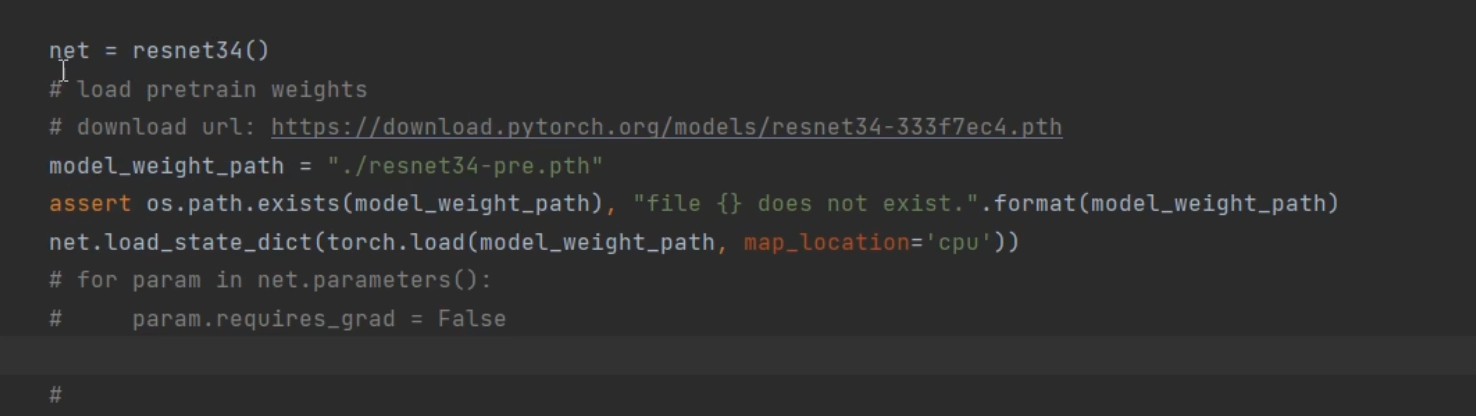 net = resnet34()
# load pretrain weights
# download url: https://download.pytorch.org/models/resnet34-333f7ec4.pth
model_weight_path = "./resnet34-pre.pth"
assert os.path.exists(model_weight_path), "file {} does not exist.".format(model_weight_path)
net.load_state_dict(torch.load(model_weight_path, map_location='cpu'))
# for param in net.parameters():
#     param.requires_grad = False
#